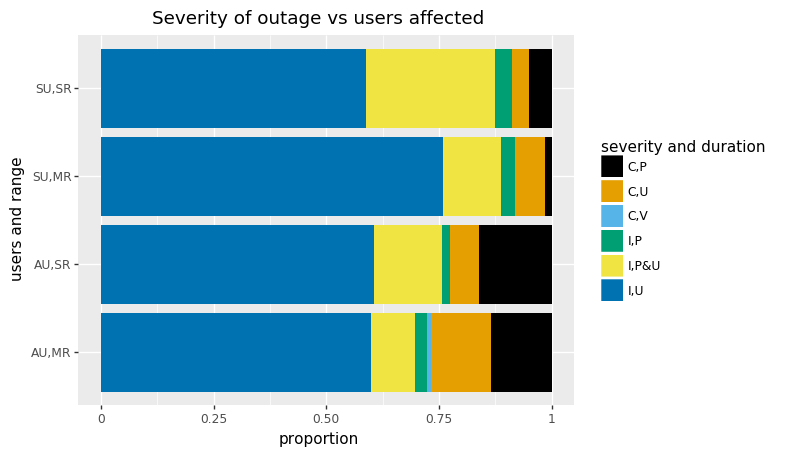 Severity of outage vs users affected
SU,SR
SU,MR
AU,SR
AU,MR
users and range
0 0.25 0.50 0.75 1
proportion
severity and duration
C,P
C,U
C,V
I,P
I,P&U
I,U